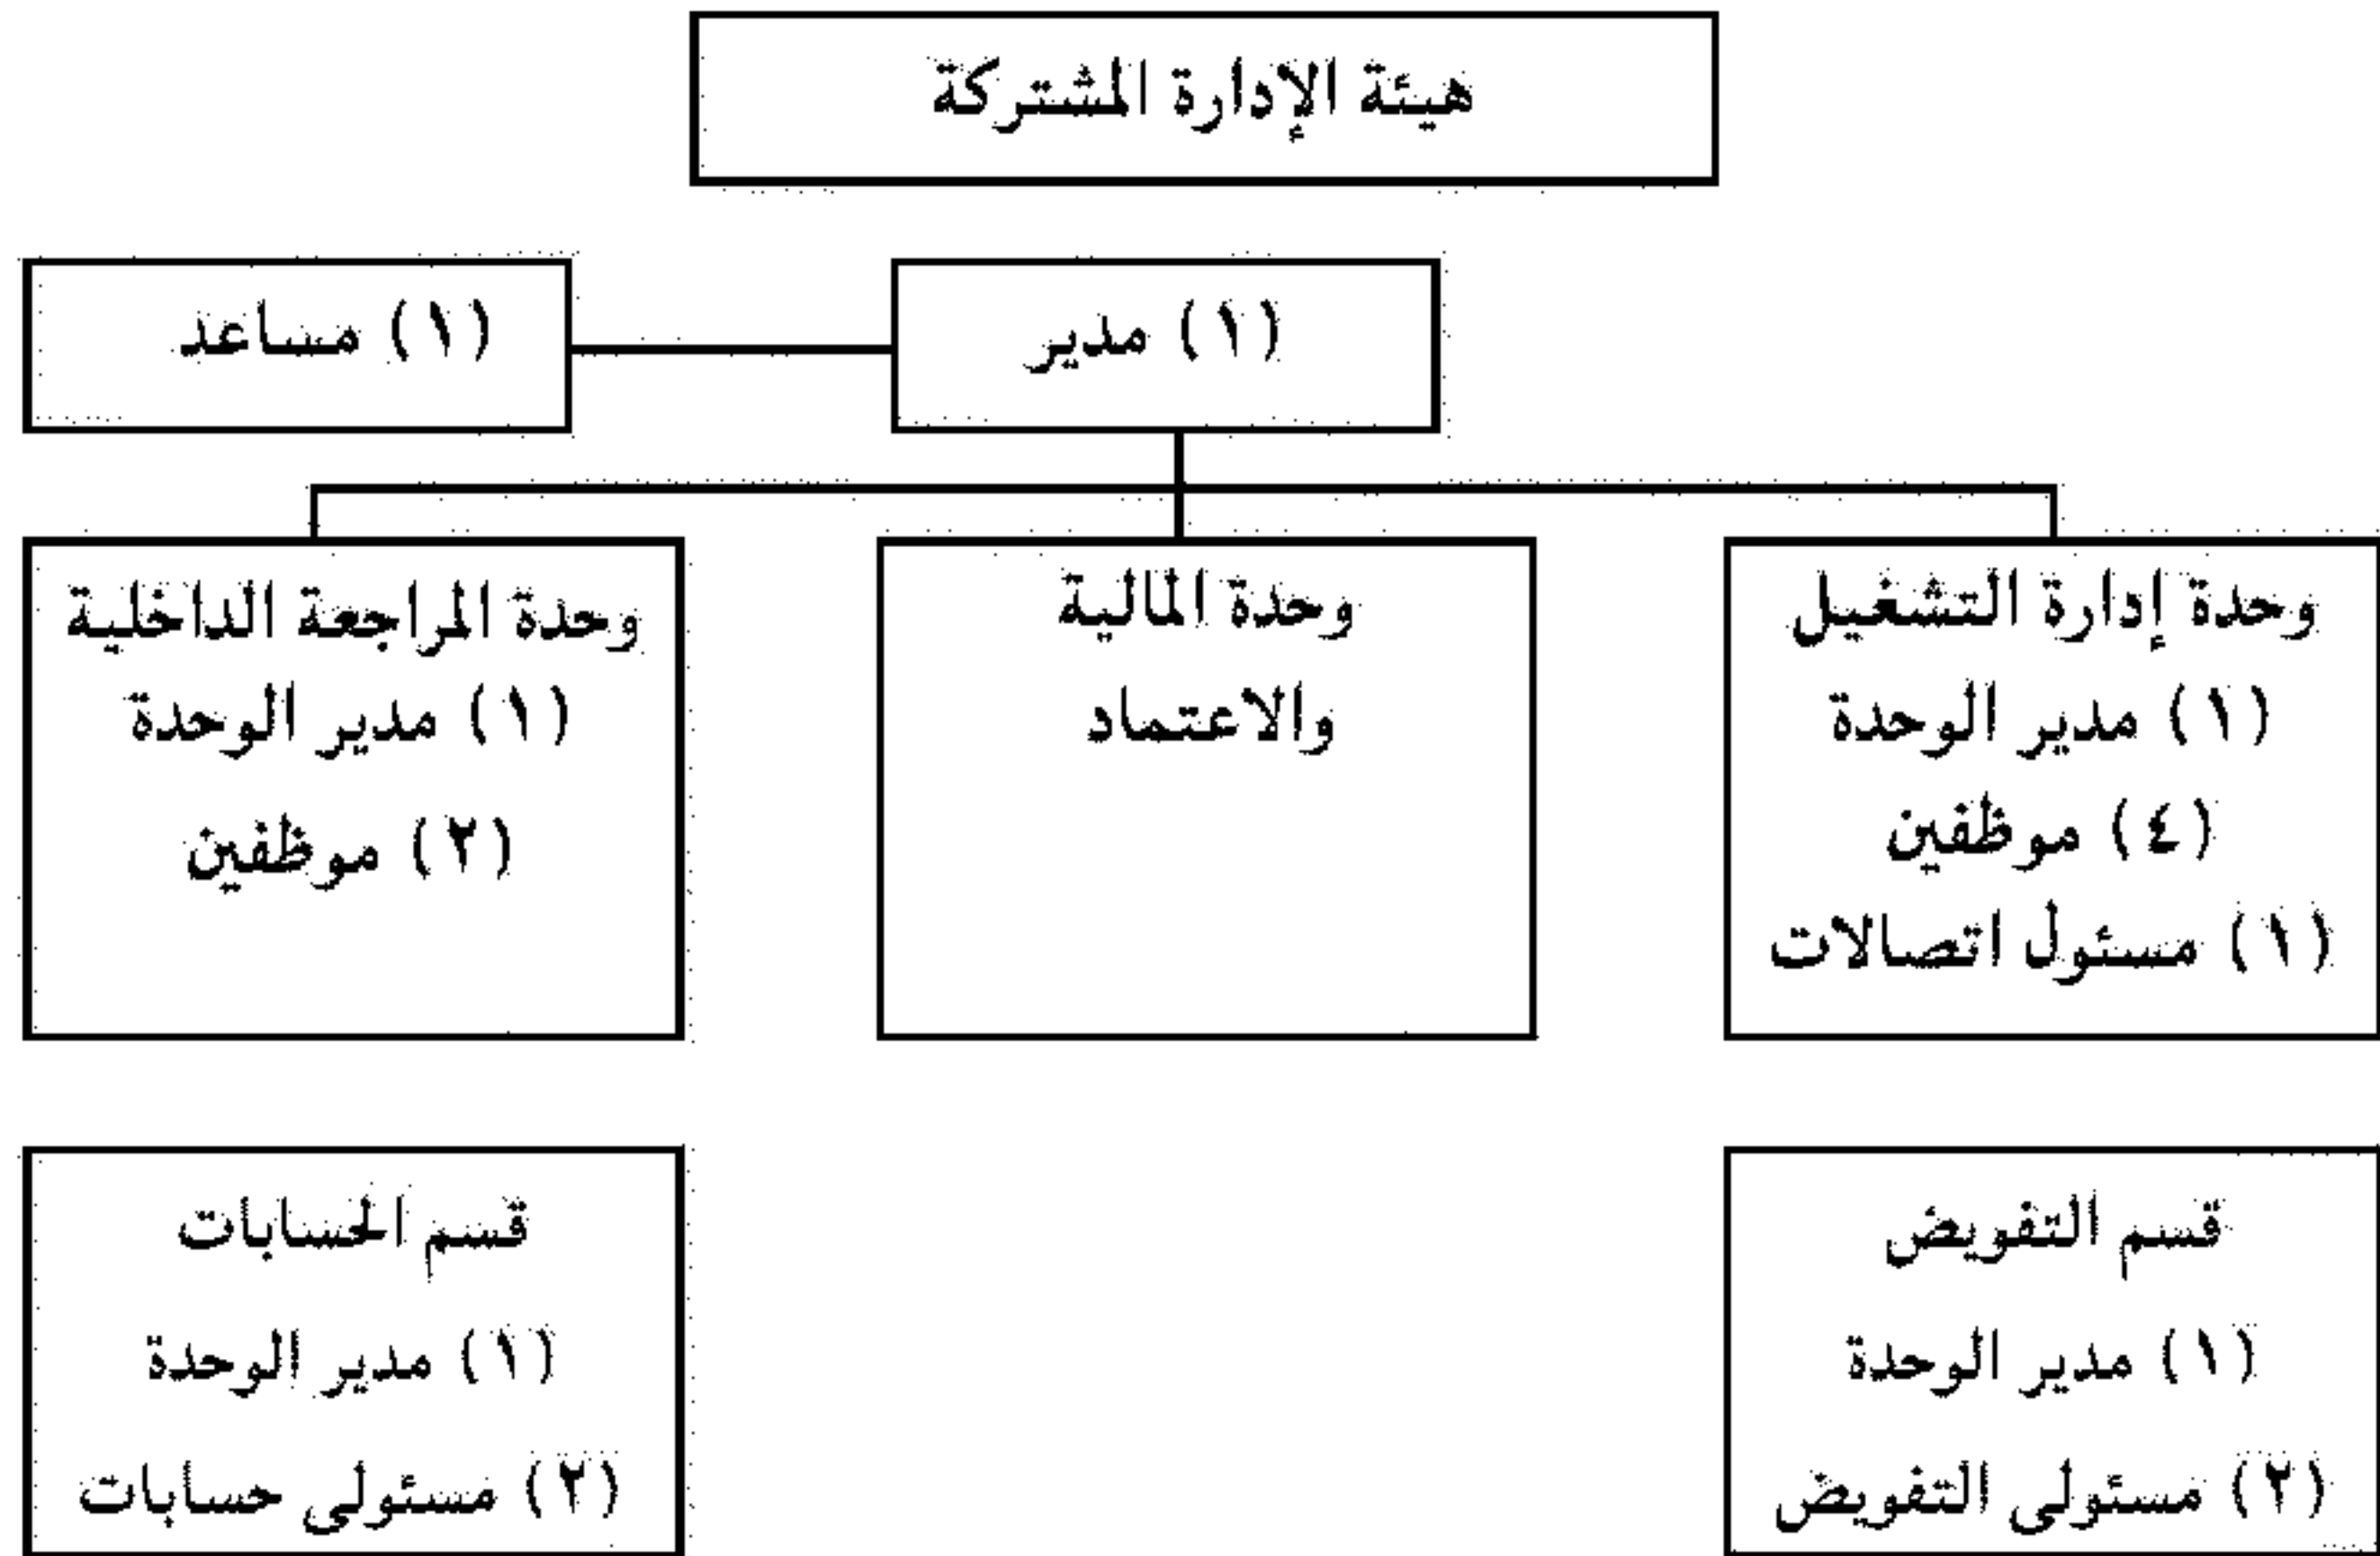 هيئة الإدارة المشتركة
(١) مدير
(١) مساعد
وحدة إدارة التشغيل
(١) مدير الوحدة
(٤) موظفين
(١) مسئول اتصالات
وحدة المالية
والاعتماد
وحدة المراجعة الداخلية
(١) مدير الوحدة
(٢) موظفين
قسم التفويض
(١) مدير الوحدة
(٢) مسئولى التفويض
قسم الحسابات
(١) مدير الوحدة
(٢) مسئولى حسابات